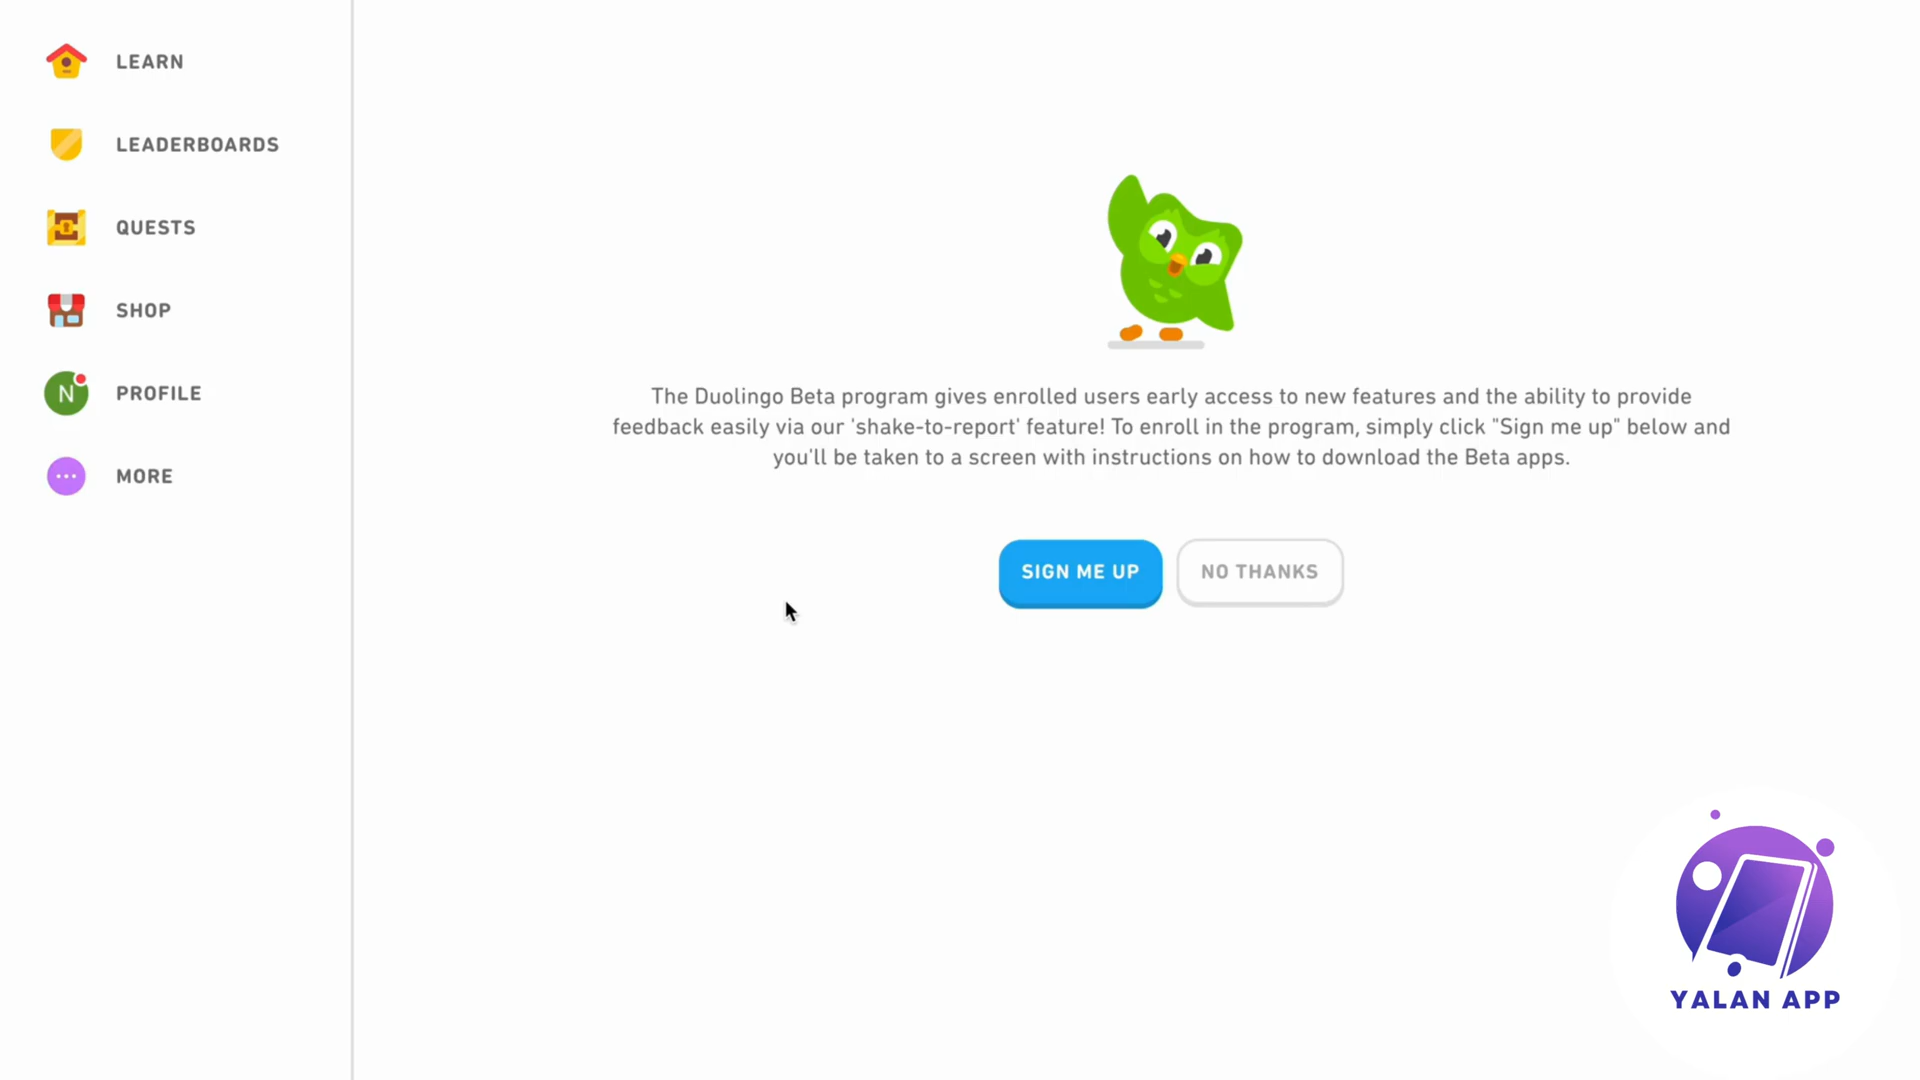 LEARN
LEADERBOARDS
QUESTS
SHOP
N
PROFILE
MORE
The Duolingo Beta program gives enrolled users early access to new features and the ability to provide
feedback easily via our 'shake-to-report' feature! To enroll in the program, simply click "Sign me up" below and
you'll be taken to a screen with instructions on how to download the Beta apps.
SIGN ME UP
NO THANKS
YALAN APP